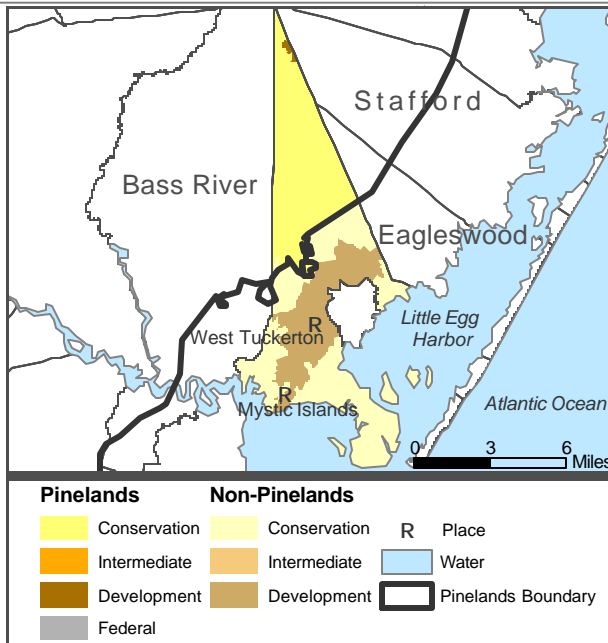 Stafford
Bass River
Eagleswood
Little Egg
Harbor
West Tuckerton
R
R
Mystic Islands
Atlantic Ocean
0 3 6
Miles
Pinelands Non-Pinelands
Conservation Conservation R Place
Intermediate Intermediate Water
Development Development Pinelands Boundary
Federal